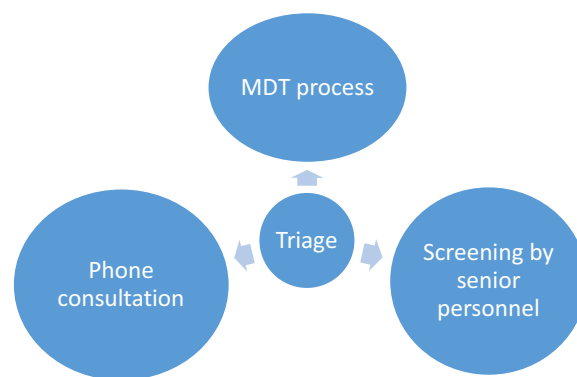 MDT process
Triage
Phone
consultation
Screening by
senior
personnel